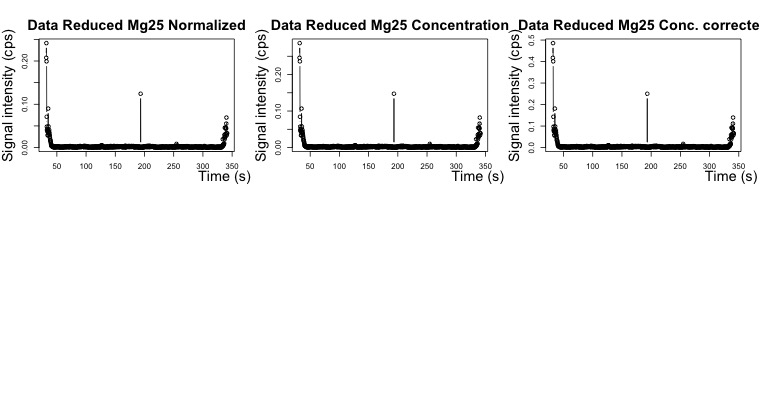 Data Reduced Mg25 Normalized
Signal intensity (cps)
0.00 0.10 0.20
50 100 150 200 250 300 350
Time (s)
Data Reduced Mg25 Concentration
Signal intensity (cps)
0.00 0.10 0.20
50 100 150 200 250 300 350
Time (s)
Data Reduced Mg25 Conc. correcte
Signal intensity (cps)
0.0 0.1 0.2 0.3 0.4 0.5
50 100 150 200 250 300 350
Time (s)